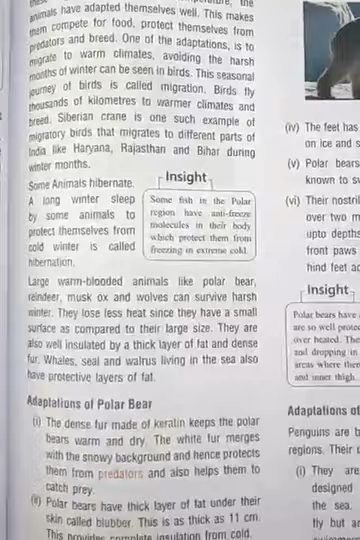 these temperature, the
animals have adapted themselves well. This makes
them compete for food, protect themselves from
predators and breed. One of the adaptations, is to
migrate to warm climates, avoiding the harsh
months of winter can be seen in birds. This seasonal
journey of birds is called migration. Birds fly
thousands of kilometres to warmer climates and
breed. Siberian crane is one such example of
migratory birds that migrates to different parts of
India like Haryana, Rajasthan and Bihar during
winter months.
Some Animals hibernate.
A long winter sleep
by some animals to
protect themselves from
cold winter is called
hibernation.
Insight
Some fish in the Polar
region have anti-freeze
molecules in their body
which protect them from
freezing in extreme cold.
Large warm-blooded animals like polar bear,
reindeer, musk ox and wolves can survive harsh
winter. They lose less heat since they have a small
surface as compared to their large size. They are
also well insulated by a thick layer of fat and dense
fur. Whales, seal and walrus living in the sea also
have protective layers of fat.
Adaptations of Polar Bear
(i) The dense fur made of keratin keeps the polar
bears warm and dry. The white fur merges
with the snowy background and hence protects
them from predators and also helps them to
catch prey.
(ii) Polar bears have thick layer of fat under their
skin called blubber. This is as thick as 11 cm.
This provides complete insulation from cold.
(iv) The feet has
on ice and s
(v) Polar bears
known to sw
(vi) Their nostril
over two m
upto depths
front paws
hind feet ac
Insight
Polar bears have
are so well protec
over heated. The
and dropping in
areas where then
and inner thigh.
Adaptations of
Penguins are b
regions. Their
(i) They are
designed
the sea.
fly but ar